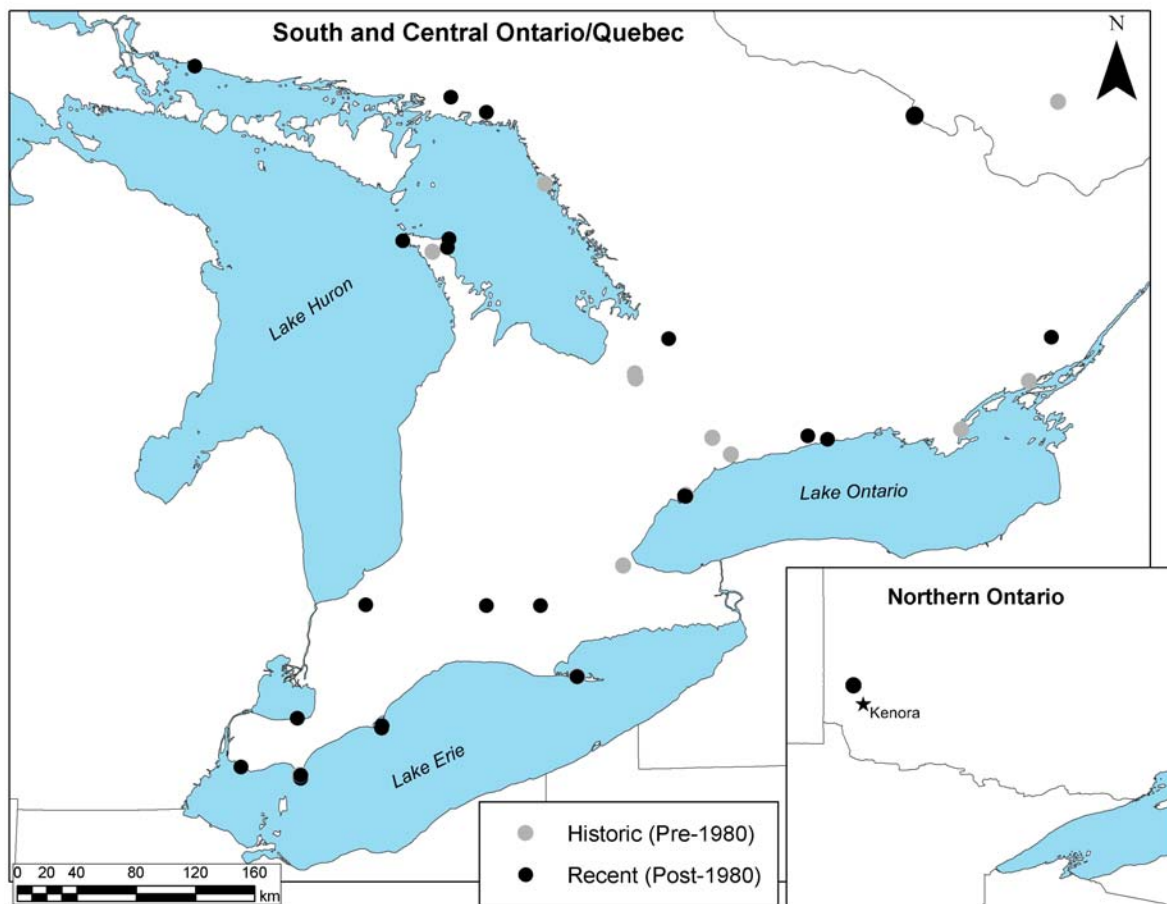 South and Central Ontario/Quebec
N
Lake Huron
Lake Ontario
Northern Ontario
Kenora
Lake Erie
Historic (Pre-1980)
Recent (Post-1980)
0 20 40 80 120 160
km